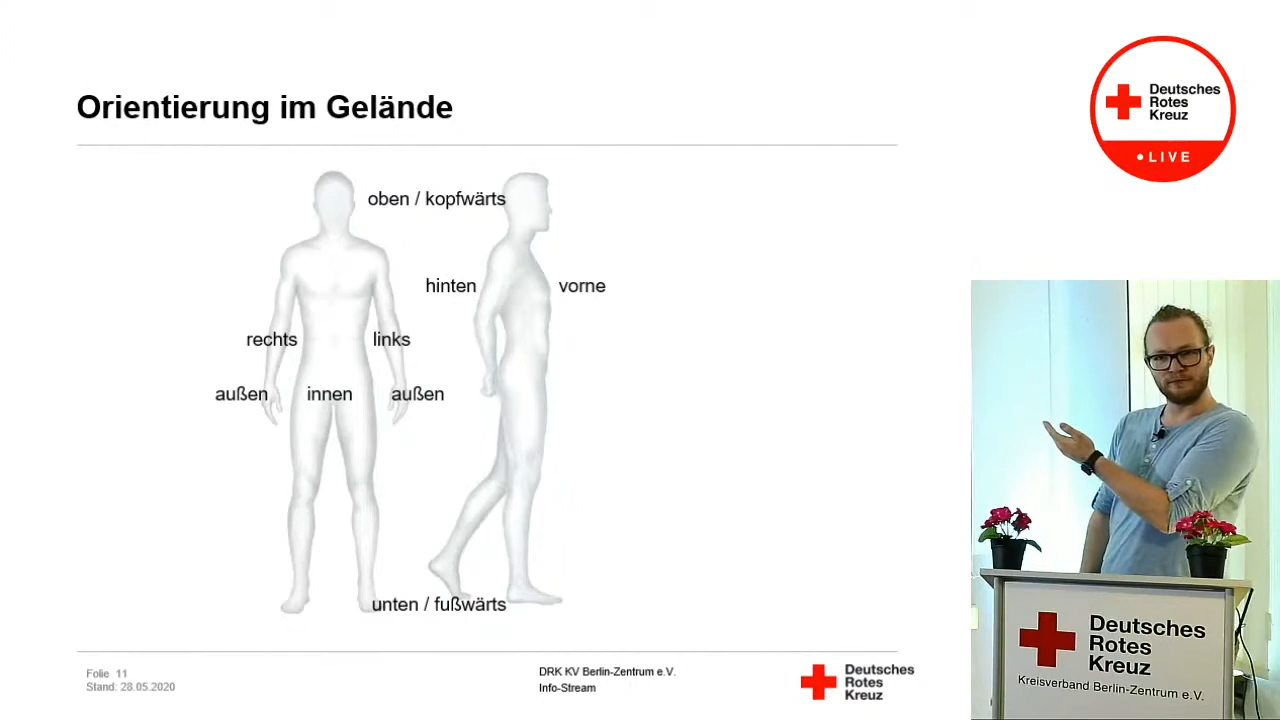 Orientierung im Gelände
Deutsches
Rotes
Kreuz
LIVE
oben / kopfwärts
hinten
vorne
rechts
links
außen
innen
außen
unten / fußwärts
Folie 11
Stand: 28.05.2020
DRK KV Berlin-Zentrum e.V.
Info-Stream
Deutsches
Rotes
Kreuz
Deutsches
Rotes
Kreuz
Kreisverband Berlin-Zentrum e.V.